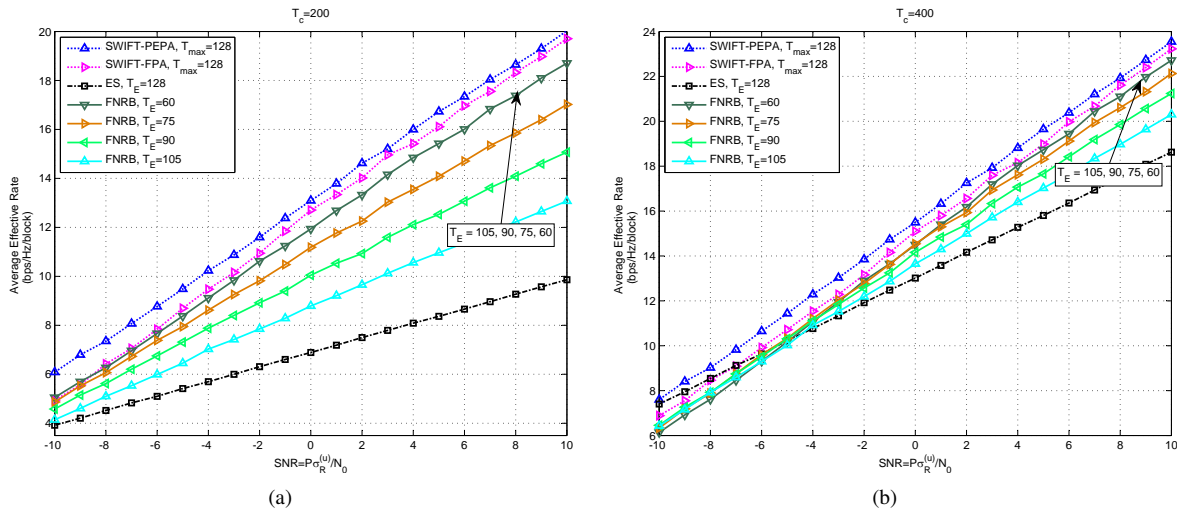 T_c=200
20
18
16
14
12
10
8
6
4
-10
-8
-6
-4
-2
0
2
4
6
8
10
Average Effective Rate
(bps/Hz/block)
SNR=Pσ_R^(u)/N_0
SWIFT-PEPA, T_max=128
SWIFT-FPA, T_max=128
ES, T_E=128
FNRB, T_E=60
FNRB, T_E=75
FNRB, T_E=90
FNRB, T_E=105
T_E = 105, 90, 75, 60
(a)
T_c=400
24
22
20
18
16
14
12
10
8
6
-10
-8
-6
-4
-2
0
2
4
6
8
10
Average Effective Rate
(bps/Hz/block)
SNR=Pσ_R^(u)/N_0
SWIFT-PEPA, T_max=128
SWIFT-FPA, T_max=128
ES, T_E=128
FNRB, T_E=60
FNRB, T_E=75
FNRB, T_E=90
FNRB, T_E=105
T_E = 105, 90, 75, 60
(b)